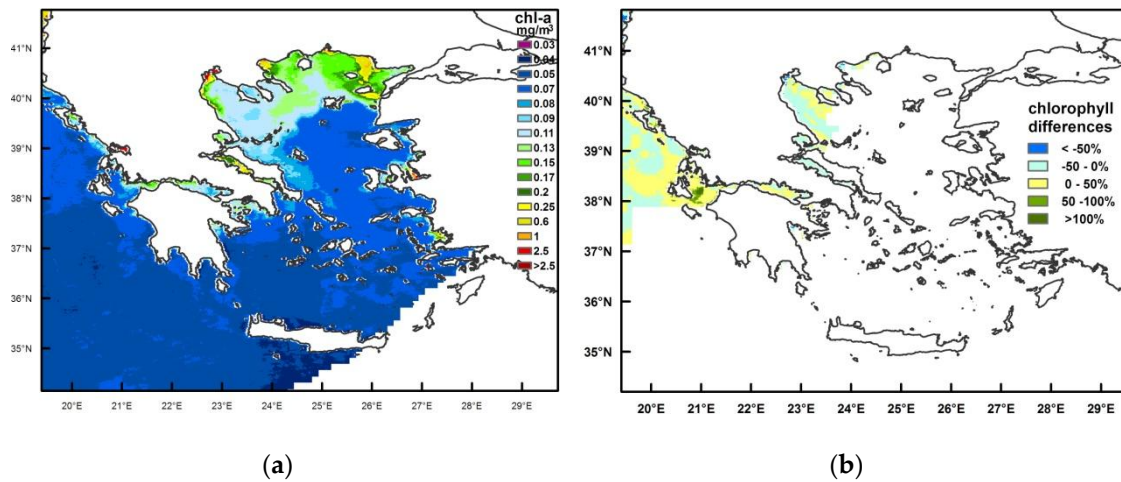 chl-a
mg/m³
0.03
0.04
0.05
0.07
0.08
0.09
0.11
0.13
0.15
0.17
0.2
0.25
0.6
1
2.5
>2.5
41°N
40°N
39°N
38°N
37°N
36°N
35°N
20°E 21°E 22°E 23°E 24°E 25°E 26°E 27°E 28°E 29°E
(a)
chlorophyll
differences
< -50%
-50 - 0%
0 - 50%
50 -100%
>100%
41°N
40°N
39°N
38°N
37°N
36°N
35°N
20°E 21°E 22°E 23°E 24°E 25°E 26°E 27°E 28°E 29°E
(b)